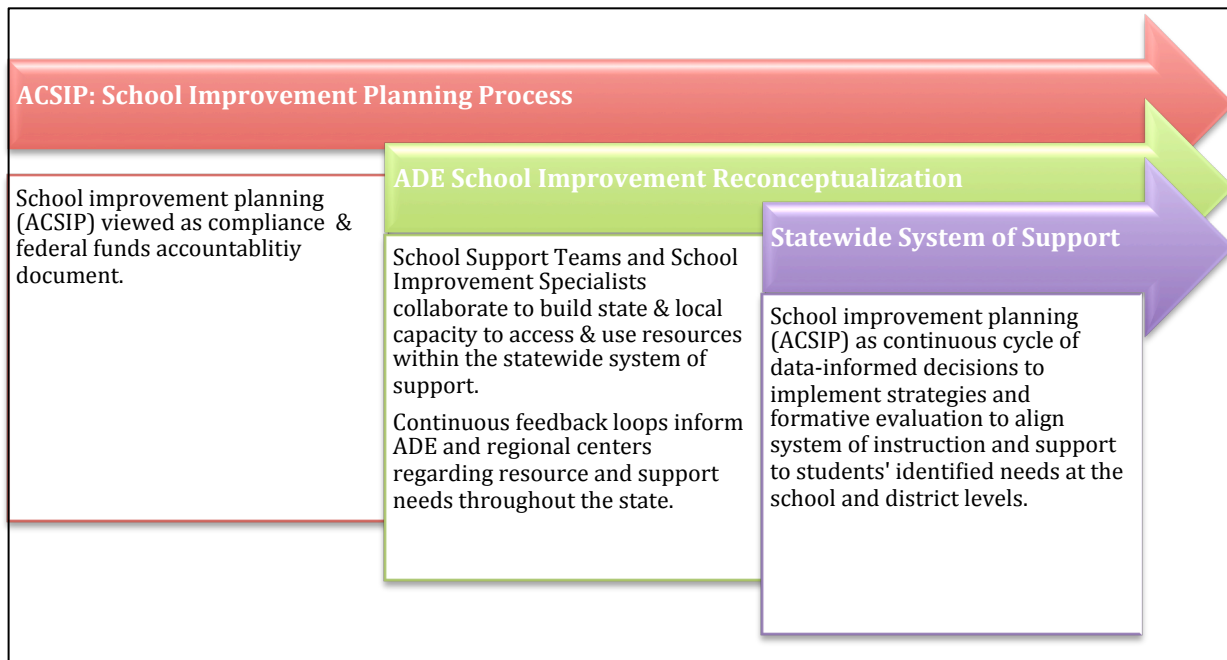 ACSIP: School Improvement Planning Process
School improvement planning
(ACSIP) viewed as compliance  &
federal funds accountablitiy
document.
ADE School Improvement Reconceptualization
School Support Teams and School
Improvement Specialists
collaborate to build state & local
capacity to access & use resources
within the statewide system of
support.
Continuous feedback loops inform
ADE and regional centers
regarding resource and support
needs throughout the state.
Statewide System of Support
School improvement planning
(ACSIP) as continuous cycle of
data-informed decisions to
implement strategies and
formative evaluation to align
system of instruction and support
to students' identified needs at the
school and district levels.